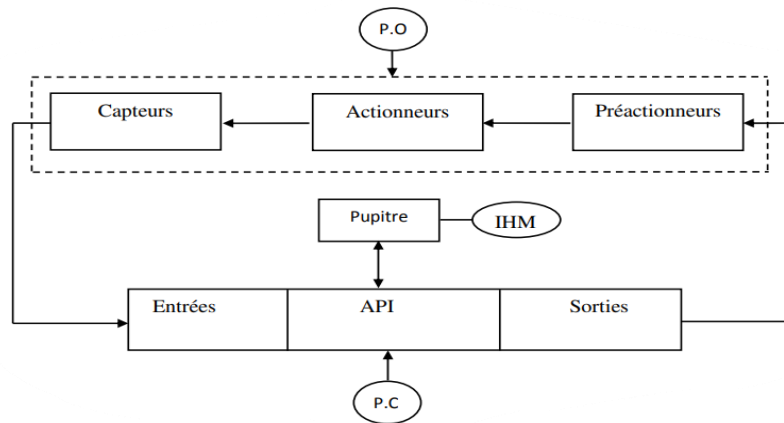 P.O
Capteurs
Actionneurs
Préactionneurs
Pupitre
IHM
Entrées
API
Sorties
P.C